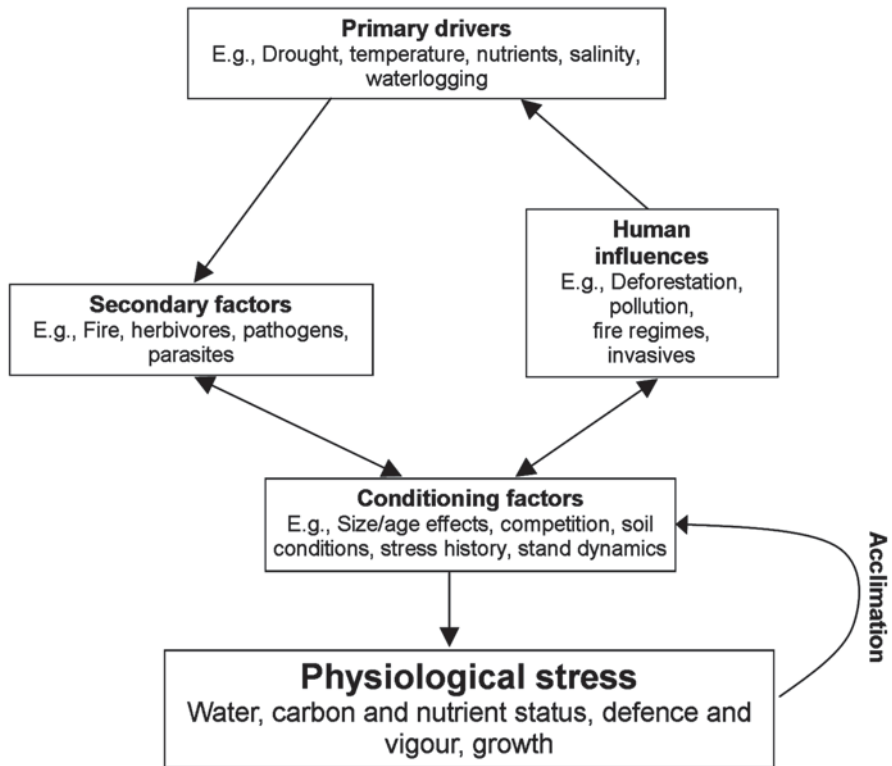 Primary drivers
E.g., Drought, temperature, nutrients, salinity,
waterlogging
Human
influences
E.g., Deforestation,
pollution,
fire regimes,
invasives
Secondary factors
E.g., Fire, herbivores, pathogens,
parasites
Conditioning factors
E.g., Size/age effects, competition, soil
conditions, stress history, stand dynamics
Acclimation
Physiological stress
Water, carbon and nutrient status, defence and
vigour, growth